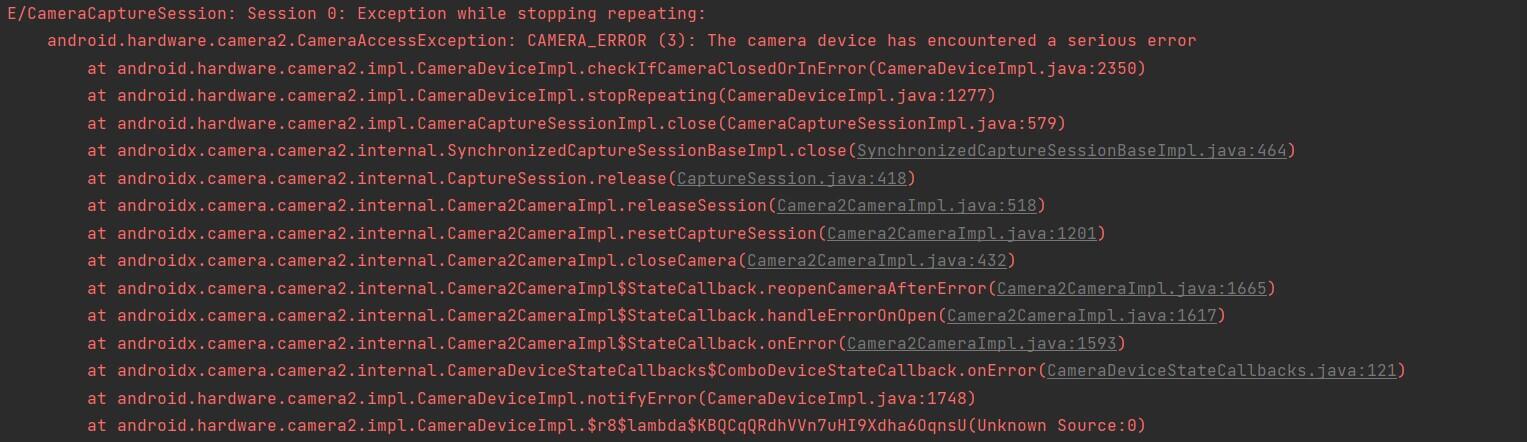 E/CameraCaptureSession: Session 0: Exception while stopping repeating:
android.hardware.camera2.CameraAccessException: CAMERA_ERROR (3): The camera device has encountered a serious error
at android.hardware.camera2.impl.CameraDeviceImpl.checkIfCameraClosedOrInError(CameraDeviceImpl.java:2350)
at android.hardware.camera2.impl.CameraDeviceImpl.stopRepeating(CameraDeviceImpl.java:1277)
at android.hardware.camera2.impl.CameraCaptureSessionImpl.close(CameraCaptureSessionImpl.java:579)
at androidx.camera.camera2.internal.SynchronizedCaptureSessionBaseImpl.close(SynchronizedCaptureSessionBaseImpl.java:464)
at androidx.camera.camera2.internal.CaptureSession.release(CaptureSession.java:418)
at androidx.camera.camera2.internal.Camera2CameraImpl.releaseSession(Camera2CameraImpl.java:518)
at androidx.camera.camera2.internal.Camera2CameraImpl.resetCaptureSession(Camera2CameraImpl.java:1201)
at androidx.camera.camera2.internal.Camera2CameraImpl.closeCamera(Camera2CameraImpl.java:432)
at androidx.camera.camera2.internal.Camera2CameraImpl$StateCallback.reopenCameraAfterError(Camera2CameraImpl.java:1665)
at androidx.camera.camera2.internal.Camera2CameraImpl$StateCallback.handleErrorOnOpen(Camera2CameraImpl.java:1617)
at androidx.camera.camera2.internal.Camera2CameraImpl$StateCallback.onError(Camera2CameraImpl.java:1593)
at androidx.camera.camera2.internal.CameraDeviceStateCallbacks$ComboDeviceStateCallback.onError(CameraDeviceStateCallbacks.java:121)
at android.hardware.camera2.impl.CameraDeviceImpl.notifyError(CameraDeviceImpl.java:1748)
at android.hardware.camera2.impl.CameraDeviceImpl.$r8$lambda$KBQCqQRdhVVn7uHI9Xdha6OqnsU(Unknown Source:0)